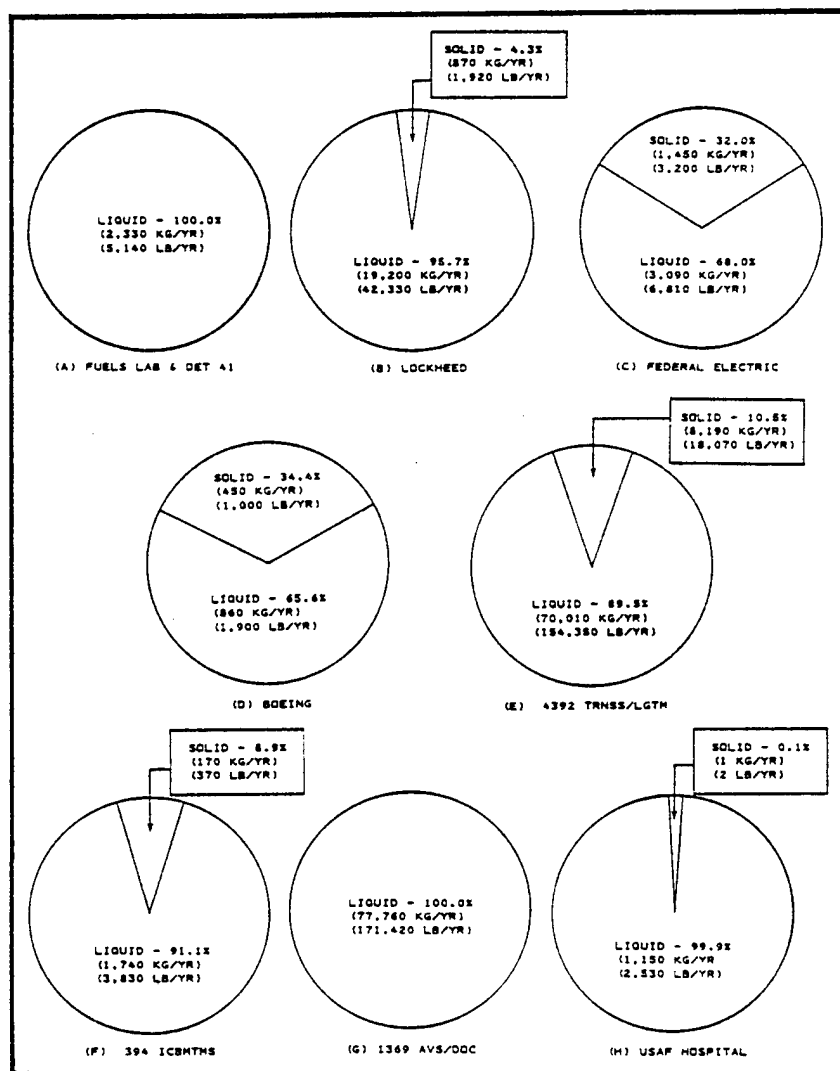 SOLID - 4.3%
(870 KG/YR)
(1,920 LB/YR)
LIQUID - 100.0%
(2,330 KG/YR)
(5,140 LB/YR)
LIQUID - 95.7%
(19,200 KG/YR)
(42,330 LB/YR)
SOLID - 32.0%
(1,450 KG/YR)
(3,200 LB/YR)
LIQUID - 68.0%
(3,090 KG/YR)
(6,810 LB/YR)
(A) FUELS LAB & DET 41
(B) LOCKHEED
(C) FEDERAL ELECTRIC
SOLID - 34.4%
(450 KG/YR)
(1,000 LB/YR)
LIQUID - 65.6%
(860 KG/YR)
(1,900 LB/YR)
SOLID - 10.5%
(8,190 KG/YR)
(18,070 LB/YR)
LIQUID - 89.5%
(70,010 KG/YR)
(154,350 LB/YR)
(D) BOEING
(E) 4392 TRNSS/LGTM
SOLID - 8.9%
(170 KG/YR)
(370 LB/YR)
LIQUID - 91.1%
(1,740 KG/YR)
(3,830 LB/YR)
LIQUID - 100.0%
(77,760 KG/YR)
(171,420 LB/YR)
SOLID - 0.1%
(1 KG/YR)
(2 LB/YR)
LIQUID - 99.9%
(1,150 KG/YR
(2,530 LB/YR)
(F) 394 ICBMTMS
(G) 1369 AVS/DOC
(H) USAF HOSPITAL